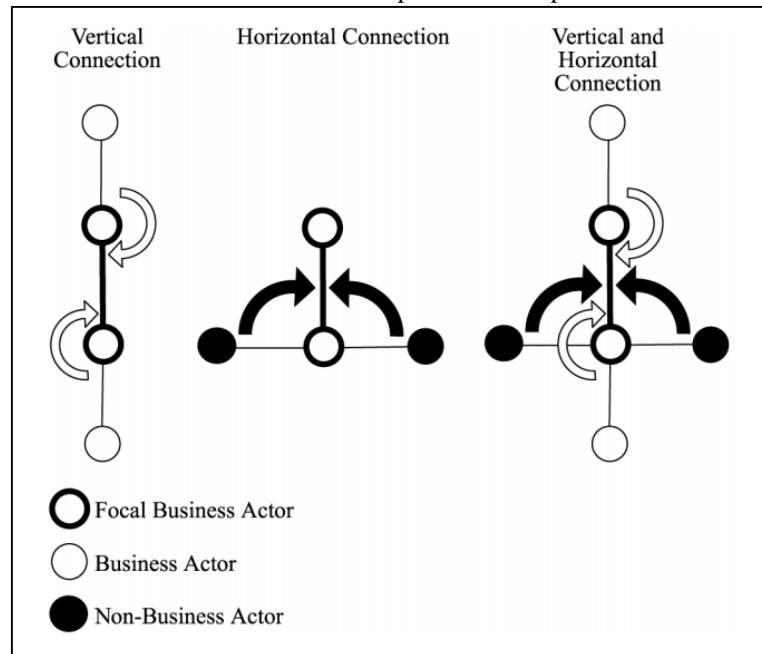 Vertical
Connection
Horizontal Connection
Vertical and
Horizontal
Connection
Focal Business Actor
Business Actor
Non-Business Actor